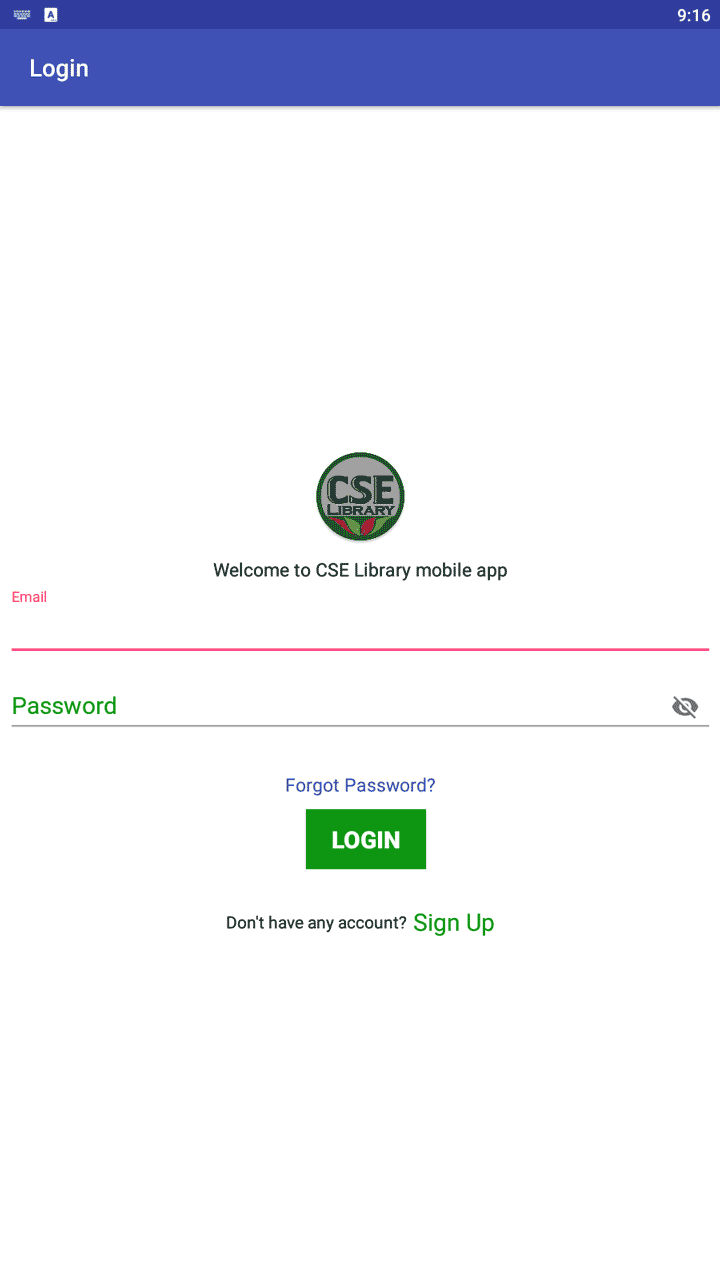 9:16
Login
CSE
LIBRARY
Welcome to CSE Library mobile app
Email
Password
Forgot Password?
LOGIN
Don't have any account? Sign Up